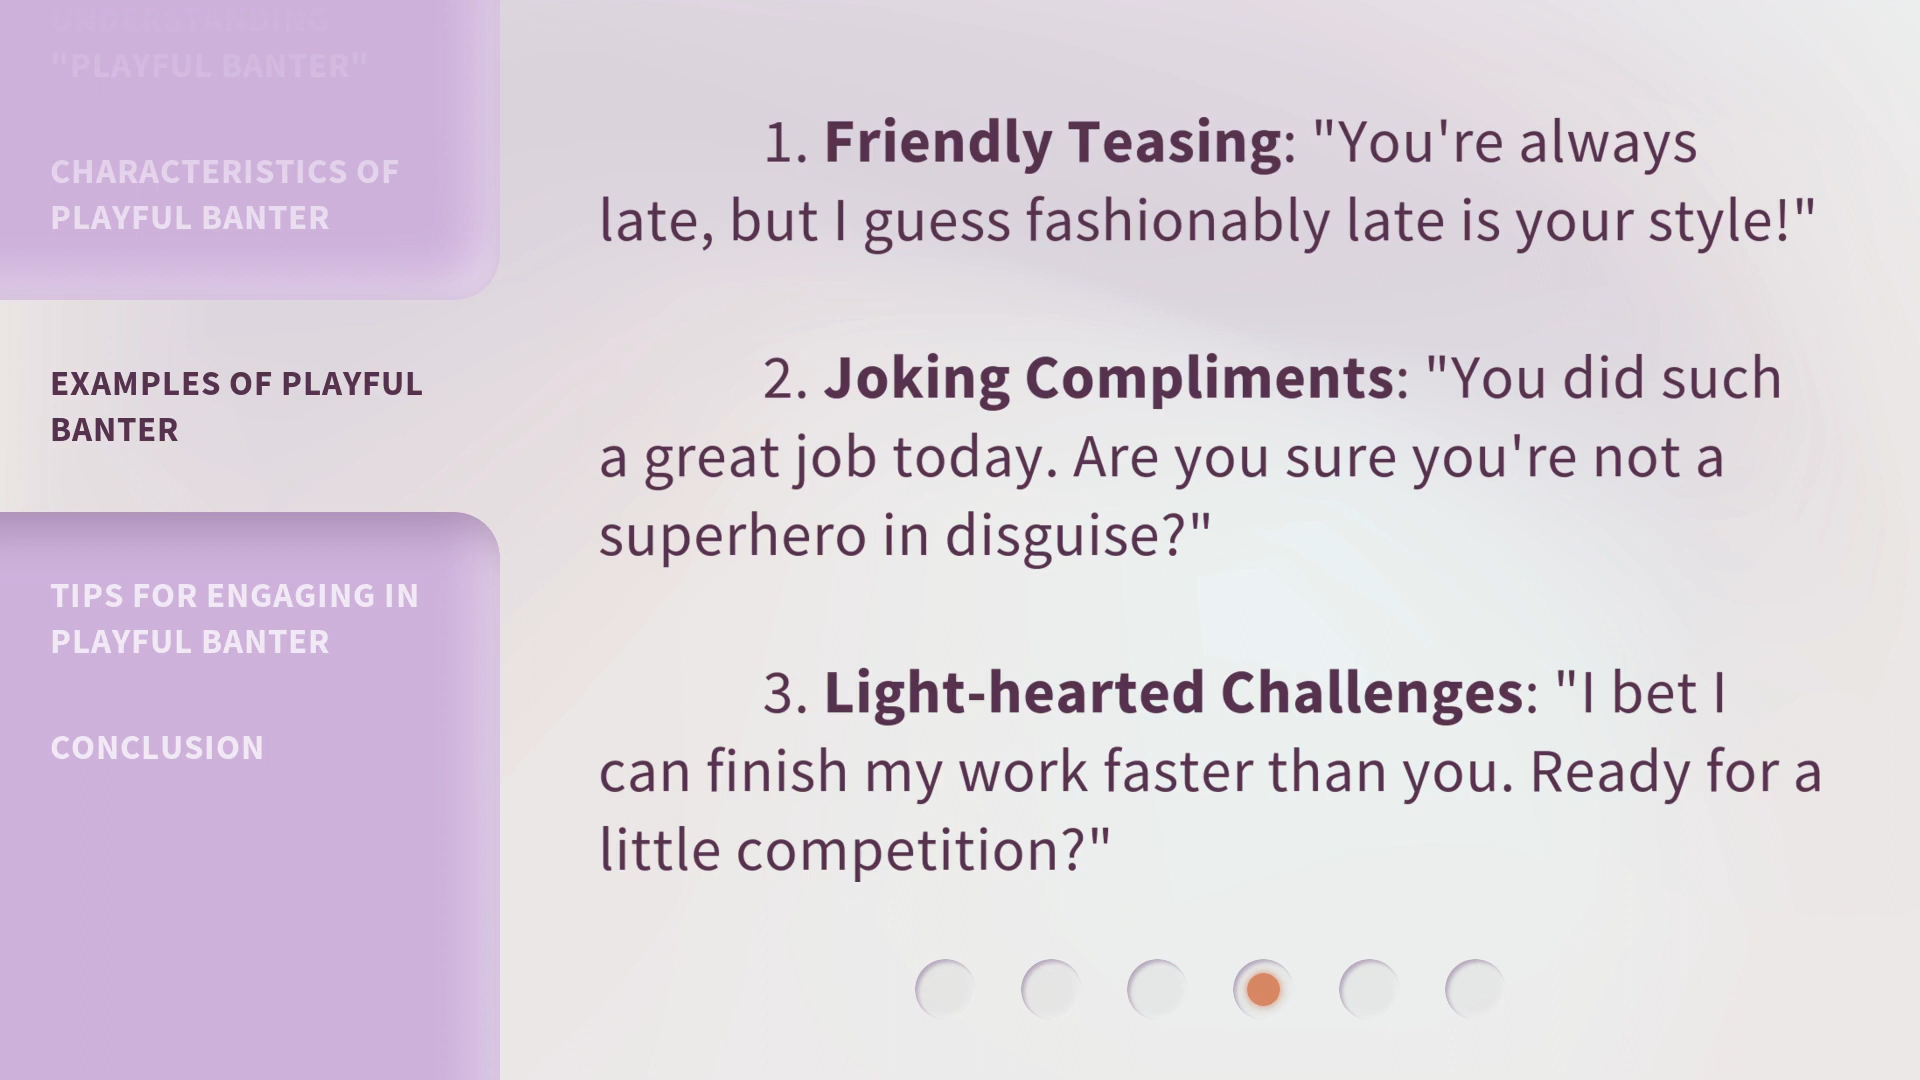 UNDERSTANDING
"PLAYFUL BANTER"
CHARACTERISTICS OF
PLAYFUL BANTER
EXAMPLES OF PLAYFUL
BANTER
TIPS FOR ENGAGING IN
PLAYFUL BANTER
CONCLUSION
1. Friendly Teasing: "You're always
late, but I guess fashionably late is your style!"
2. Joking Compliments: "You did such
a great job today. Are you sure you're not a
superhero in disguise?"
3. Light-hearted Challenges: "I bet I
can finish my work faster than you. Ready for a
little competition?"